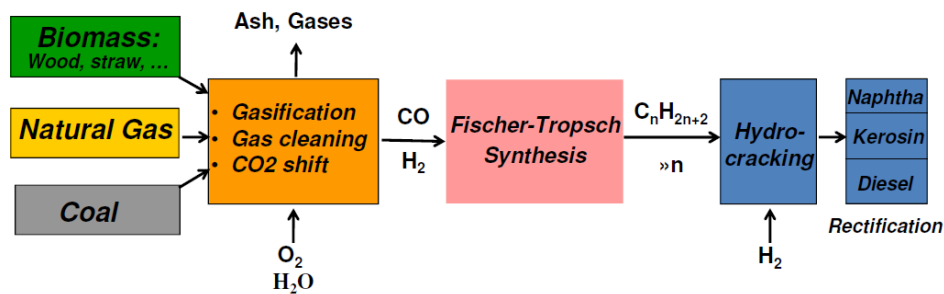 Biomass:
Wood, straw, ...
Natural Gas
Coal
Ash, Gases
• Gasification
• Gas cleaning
• CO2 shift
O₂
H₂O
CO
H₂
Fischer-Tropsch
Synthesis
CₙH₂ₙ₊₂
»n
Hydro-
cracking
H₂
Naphtha
Kerosin
Diesel
Rectification